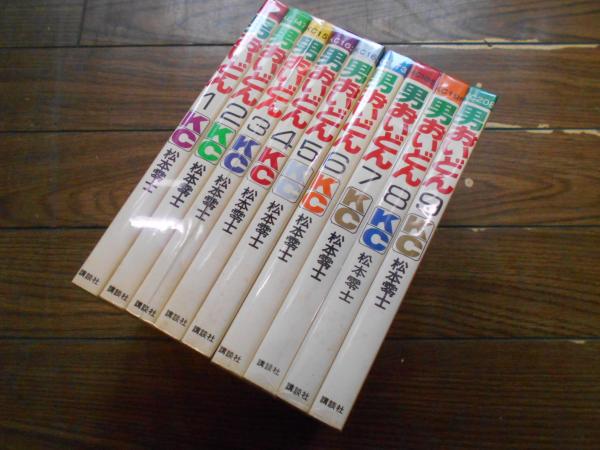 男おいどん 1 KC 松本零士 講談社
男おいどん 2 KC 松本零士 講談社
男おいどん 3 KC 松本零士 講談社
男おいどん 4 KC 松本零士 講談社
男おいどん 5 KC 松本零士 講談社
男おいどん 6 KC 松本零士 講談社
男おいどん 7 KC 松本零士 講談社
男おいどん 8 KC 松本零士 講談社
男おいどん 9 KC 松本零士 講談社